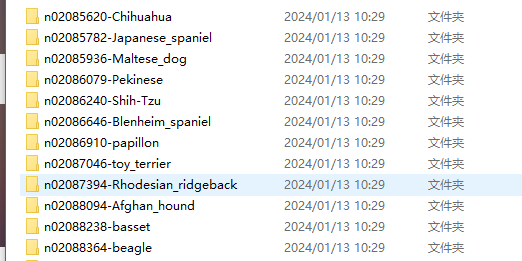 n02085620-Chihuahua 2024/01/13 10:29 文件夹
n02085782-Japanese_spaniel 2024/01/13 10:29 文件夹
n02085936-Maltese_dog 2024/01/13 10:29 文件夹
n02086079-Pekinese 2024/01/13 10:29 文件夹
n02086240-Shih-Tzu 2024/01/13 10:29 文件夹
n02086646-Blenheim_spaniel 2024/01/13 10:29 文件夹
n02086910-papillon 2024/01/13 10:29 文件夹
n02087046-toy_terrier 2024/01/13 10:29 文件夹
n02087394-Rhodesian_ridgeback 2024/01/13 10:29 文件夹
n02088094-Afghan_hound 2024/01/13 10:29 文件夹
n02088238-basset 2024/01/13 10:29 文件夹
n02088364-beagle 2024/01/13 10:29 文件夹